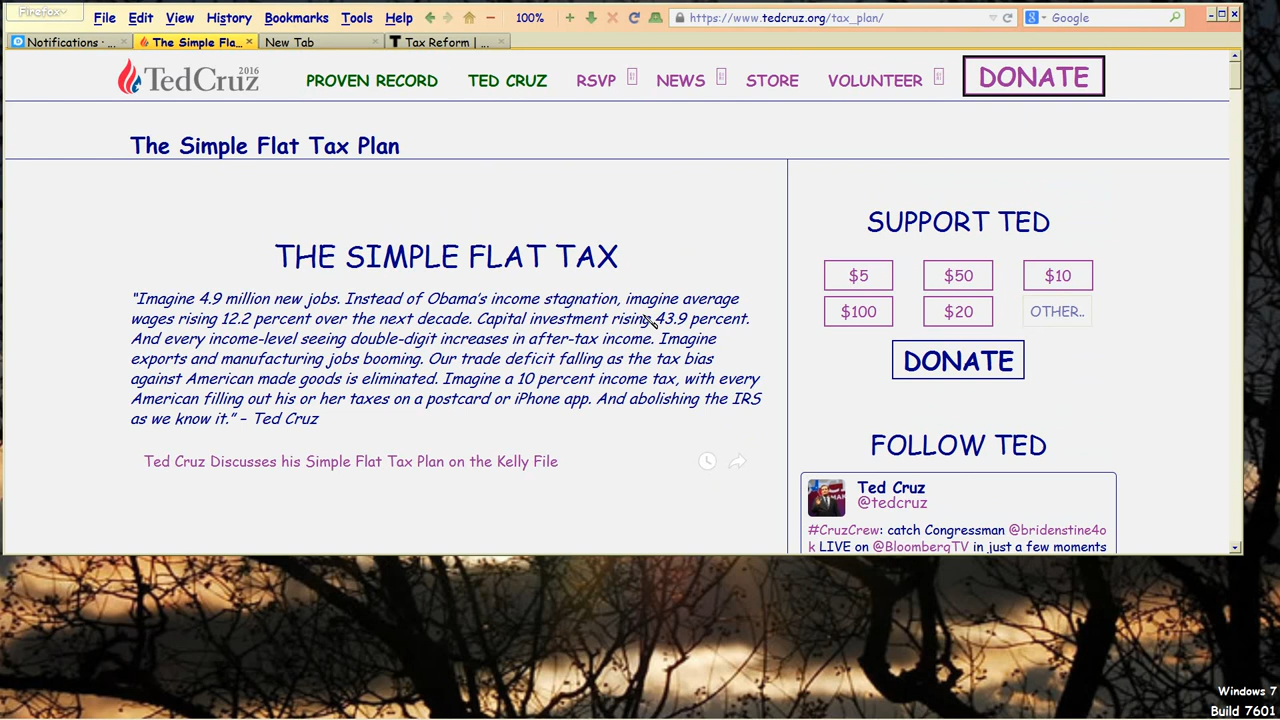 Firefox
File Edit View History Bookmarks Tools Help 100% https://www.tedcruz.org/tax_plan/ Google
Notifications · ... The Simple Fla... New Tab Tax Reform | ...
TedCruz 2016 PROVEN RECORD TED CRUZ RSVP NEWS STORE VOLUNTEER DONATE
The Simple Flat Tax Plan
THE SIMPLE FLAT TAX
"Imagine 4.9 million new jobs. Instead of Obama's income stagnation, imagine average
wages rising 12.2 percent over the next decade. Capital investment rising 43.9 percent.
And every income-level seeing double-digit increases in after-tax income. Imagine
exports and manufacturing jobs booming. Our trade deficit falling as the tax bias
against American made goods is eliminated. Imagine a 10 percent income tax, with every
American filling out his or her taxes on a postcard or iPhone app. And abolishing the IRS
as we know it." – Ted Cruz
Ted Cruz Discusses his Simple Flat Tax Plan on the Kelly File
SUPPORT TED
$5 $50 $10
$100 $20 OTHER..
DONATE
FOLLOW TED
Ted Cruz
@tedcruz
#CruzCrew: catch Congressman @bridenstine4o
k LIVE on @BloombergTV in just a few moments
Windows 7
Build 7601